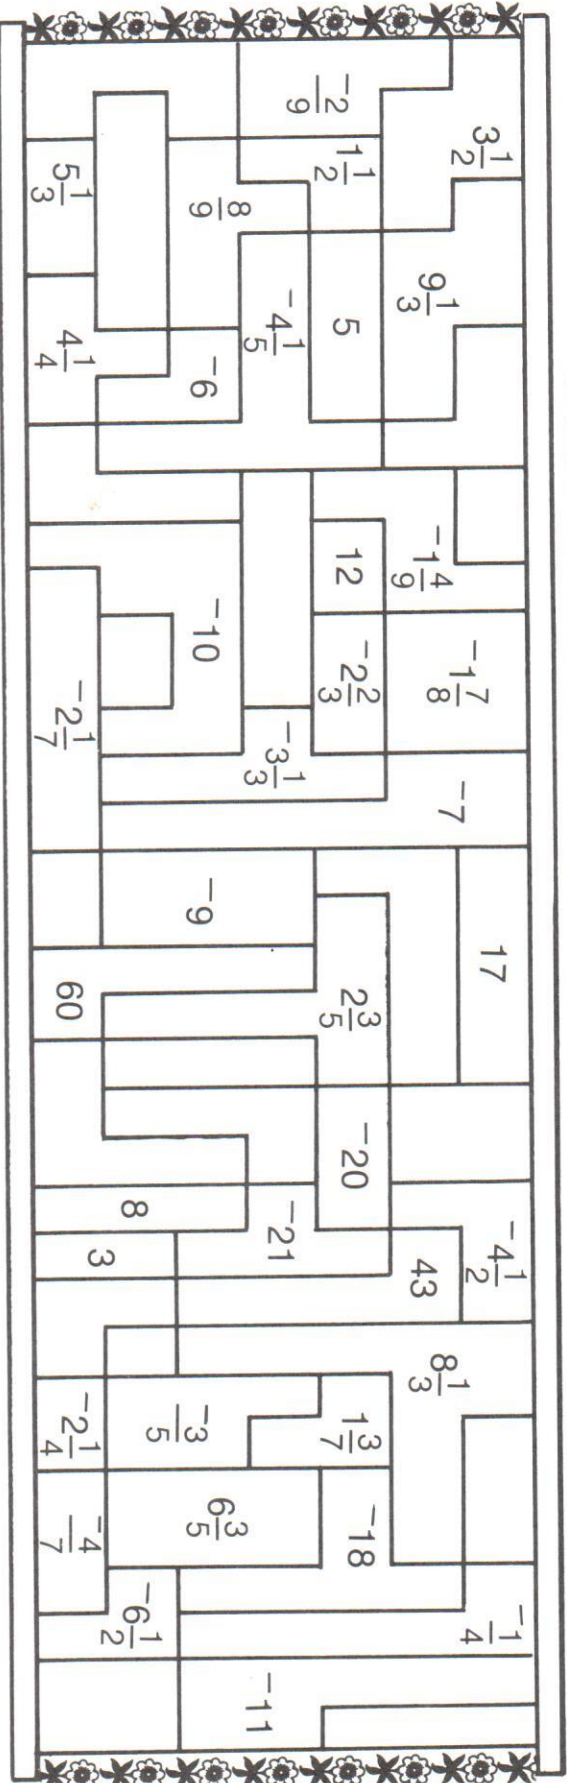 3 1/2 17 ⁻4 1/2 ⁻1/4
9 1/3 ⁻1 4/9 ⁻1 7/8 ⁻7 43 8 1/3
⁻2/9 1 1/2 5 12 ⁻2 2/3 2 3/5 ⁻20 1 3/7 ⁻18
⁻4 1/5 ⁻3 1/3 ⁻21 ⁻11
8/9 ⁻6 ⁻10 ⁻9 ⁻3/5 6 3/5
8 3 ⁻6 1/2
5 1/3 4 1/4 ⁻2 1/7 60 ⁻2 1/4 ⁻4/7